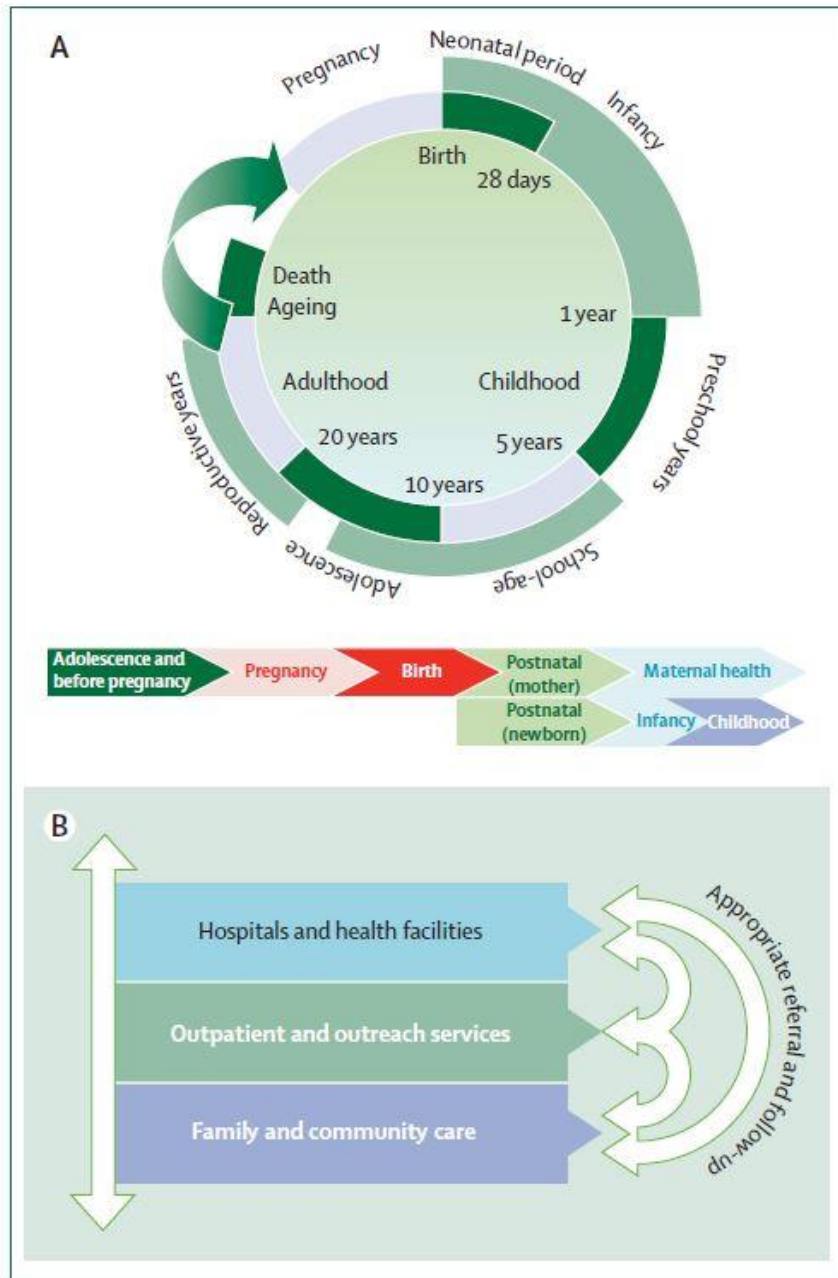 A
Pregnancy
Neonatal period
Infancy
Birth
28 days
1 year
Preschool years
Childhood
5 years
School-age
10 years
Adolescence
20 years
Adulthood
Reproductive years
Death
Ageing
Adolescence and
before pregnancy
Pregnancy
Birth
Postnatal
(mother)
Maternal health
Postnatal
(newborn)
Infancy
Childhood
B
Hospitals and health facilities
Outpatient and outreach services
Family and community care
Appropriate referral and follow-up